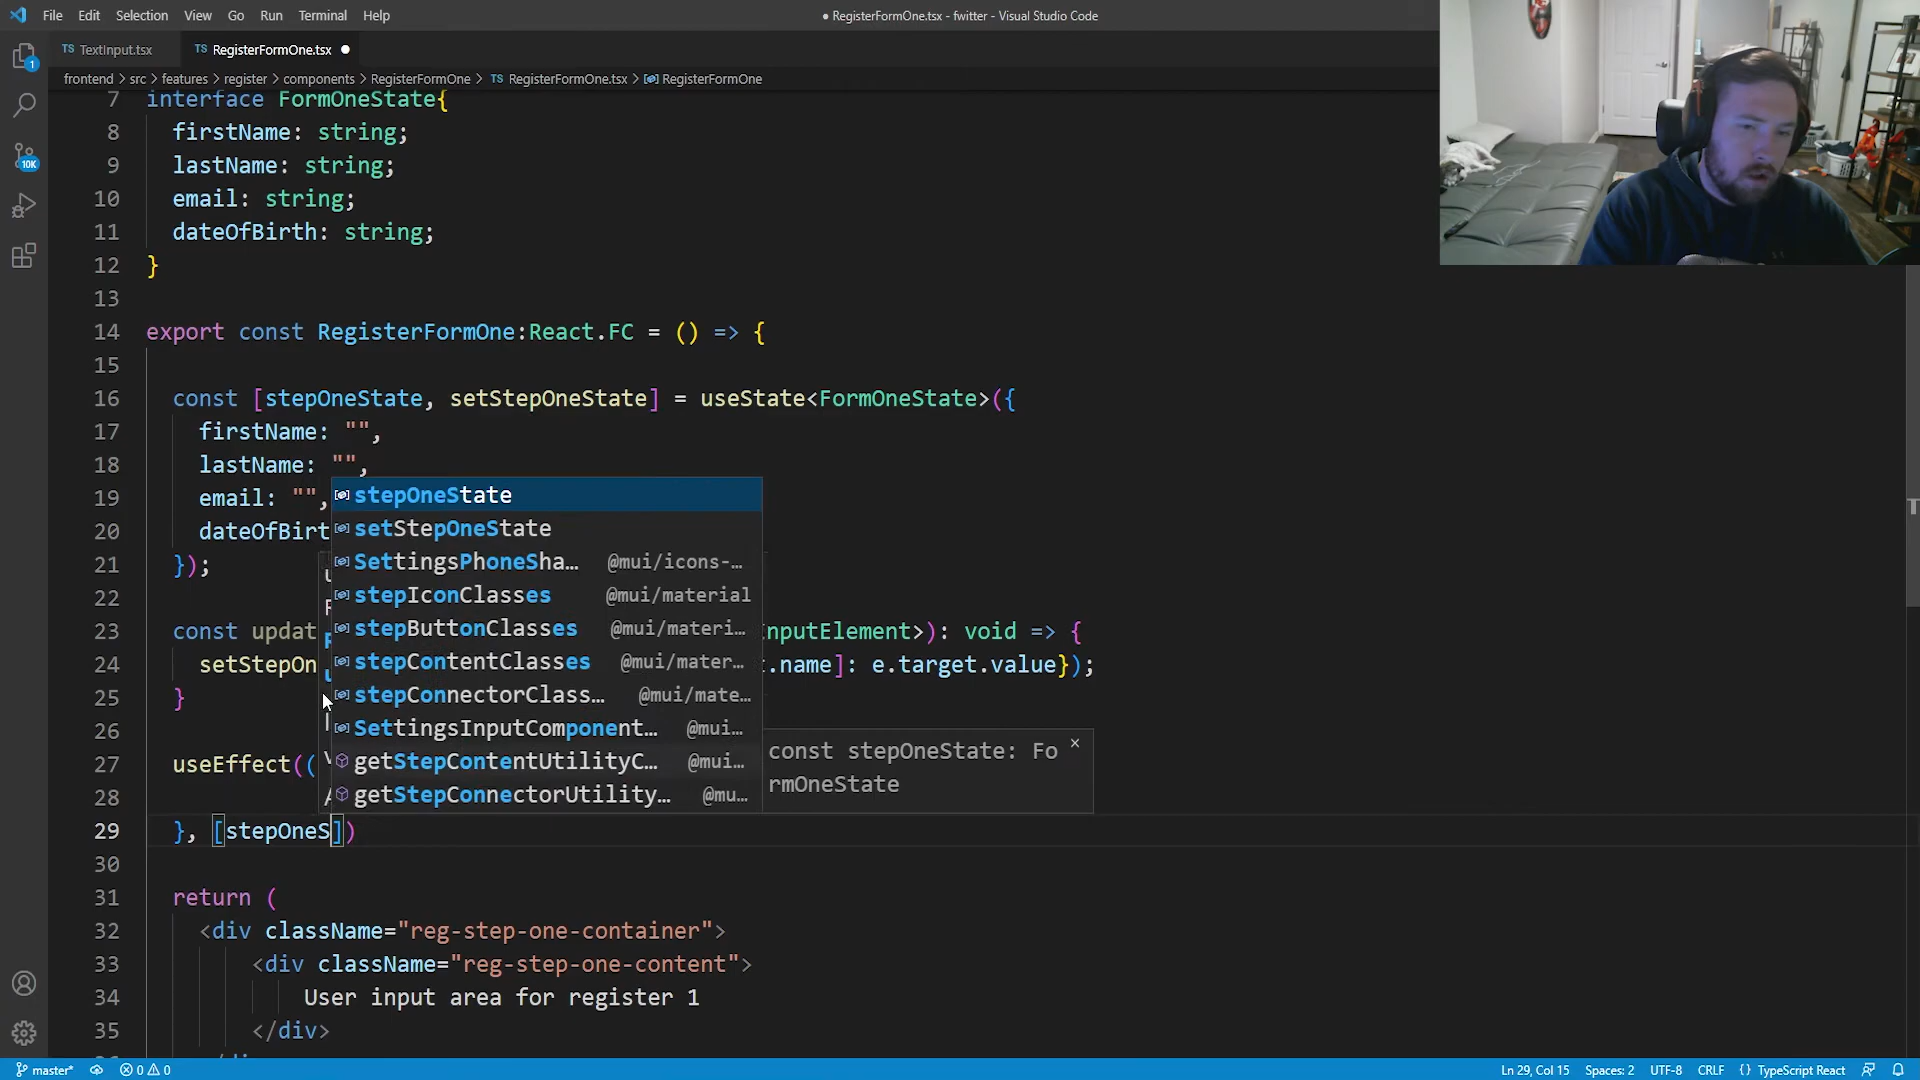 File Edit Selection View Go Run Terminal Help
● RegisterFormOne.tsx - fwitter - Visual Studio Code
TS TextInput.tsx
TS RegisterFormOne.tsx ●
frontend > src > features > register > components > RegisterFormOne > TS RegisterFormOne.tsx > RegisterFormOne
1
10K
7 interface FormOneState{
8 firstName: string;
9 lastName: string;
10 email: string;
11 dateOfBirth: string;
12 }
13
14 export const RegisterFormOne:React.FC = () => {
15
16 const [stepOneState, setStepOneState] = useState<FormOneState>({
17 firstName: "",
18 lastName: "",
19 email: "",
20 dateOfBirt
21 });
22
23 const updat nputElement>): void => {
24 setStepOn .name]: e.target.value});
25 }
26
27 useEffect((
28
29 }, [stepOneS])
30
31 return (
32 <div className="reg-step-one-container">
33 <div className="reg-step-one-content">
34 User input area for register 1
35 </div>
stepOneState
setStepOneState
SettingsPhoneSha… @mui/icons-…
stepIconClasses @mui/material
stepButtonClasses @mui/materi…
stepContentClasses @mui/mater…
stepConnectorClass… @mui/mate…
SettingsInputComponent… @mui…
getStepContentUtilityC… @mui…
getStepConnectorUtility… @mu…
const stepOneState: Fo
rmOneState
master* 0 0
Ln 29, Col 15 Spaces: 2 UTF-8 CRLF {} TypeScript React